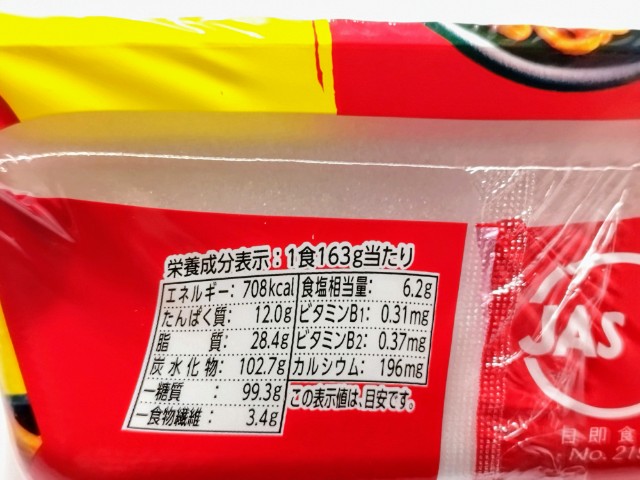 栄養成分表示：1食163g当たり
エネルギー：708kcal 食塩相当量：6.2g
たんぱく質：12.0g ビタミンB1：0.31mg
脂質：28.4g ビタミンB2：0.37mg
炭水化物：102.7g カルシウム：196mg
－糖質：99.3g この表示値は、目安です。
－食物繊維：3.4g
JAS
即食
No. 219